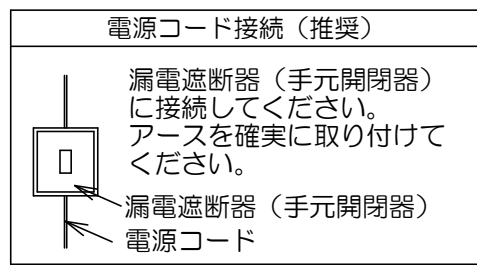 電源コード接続（推奨）
漏電遮断器（手元開閉器）
に接続してください。
アースを確実に取り付けて
ください。
漏電遮断器（手元開閉器）
電源コード